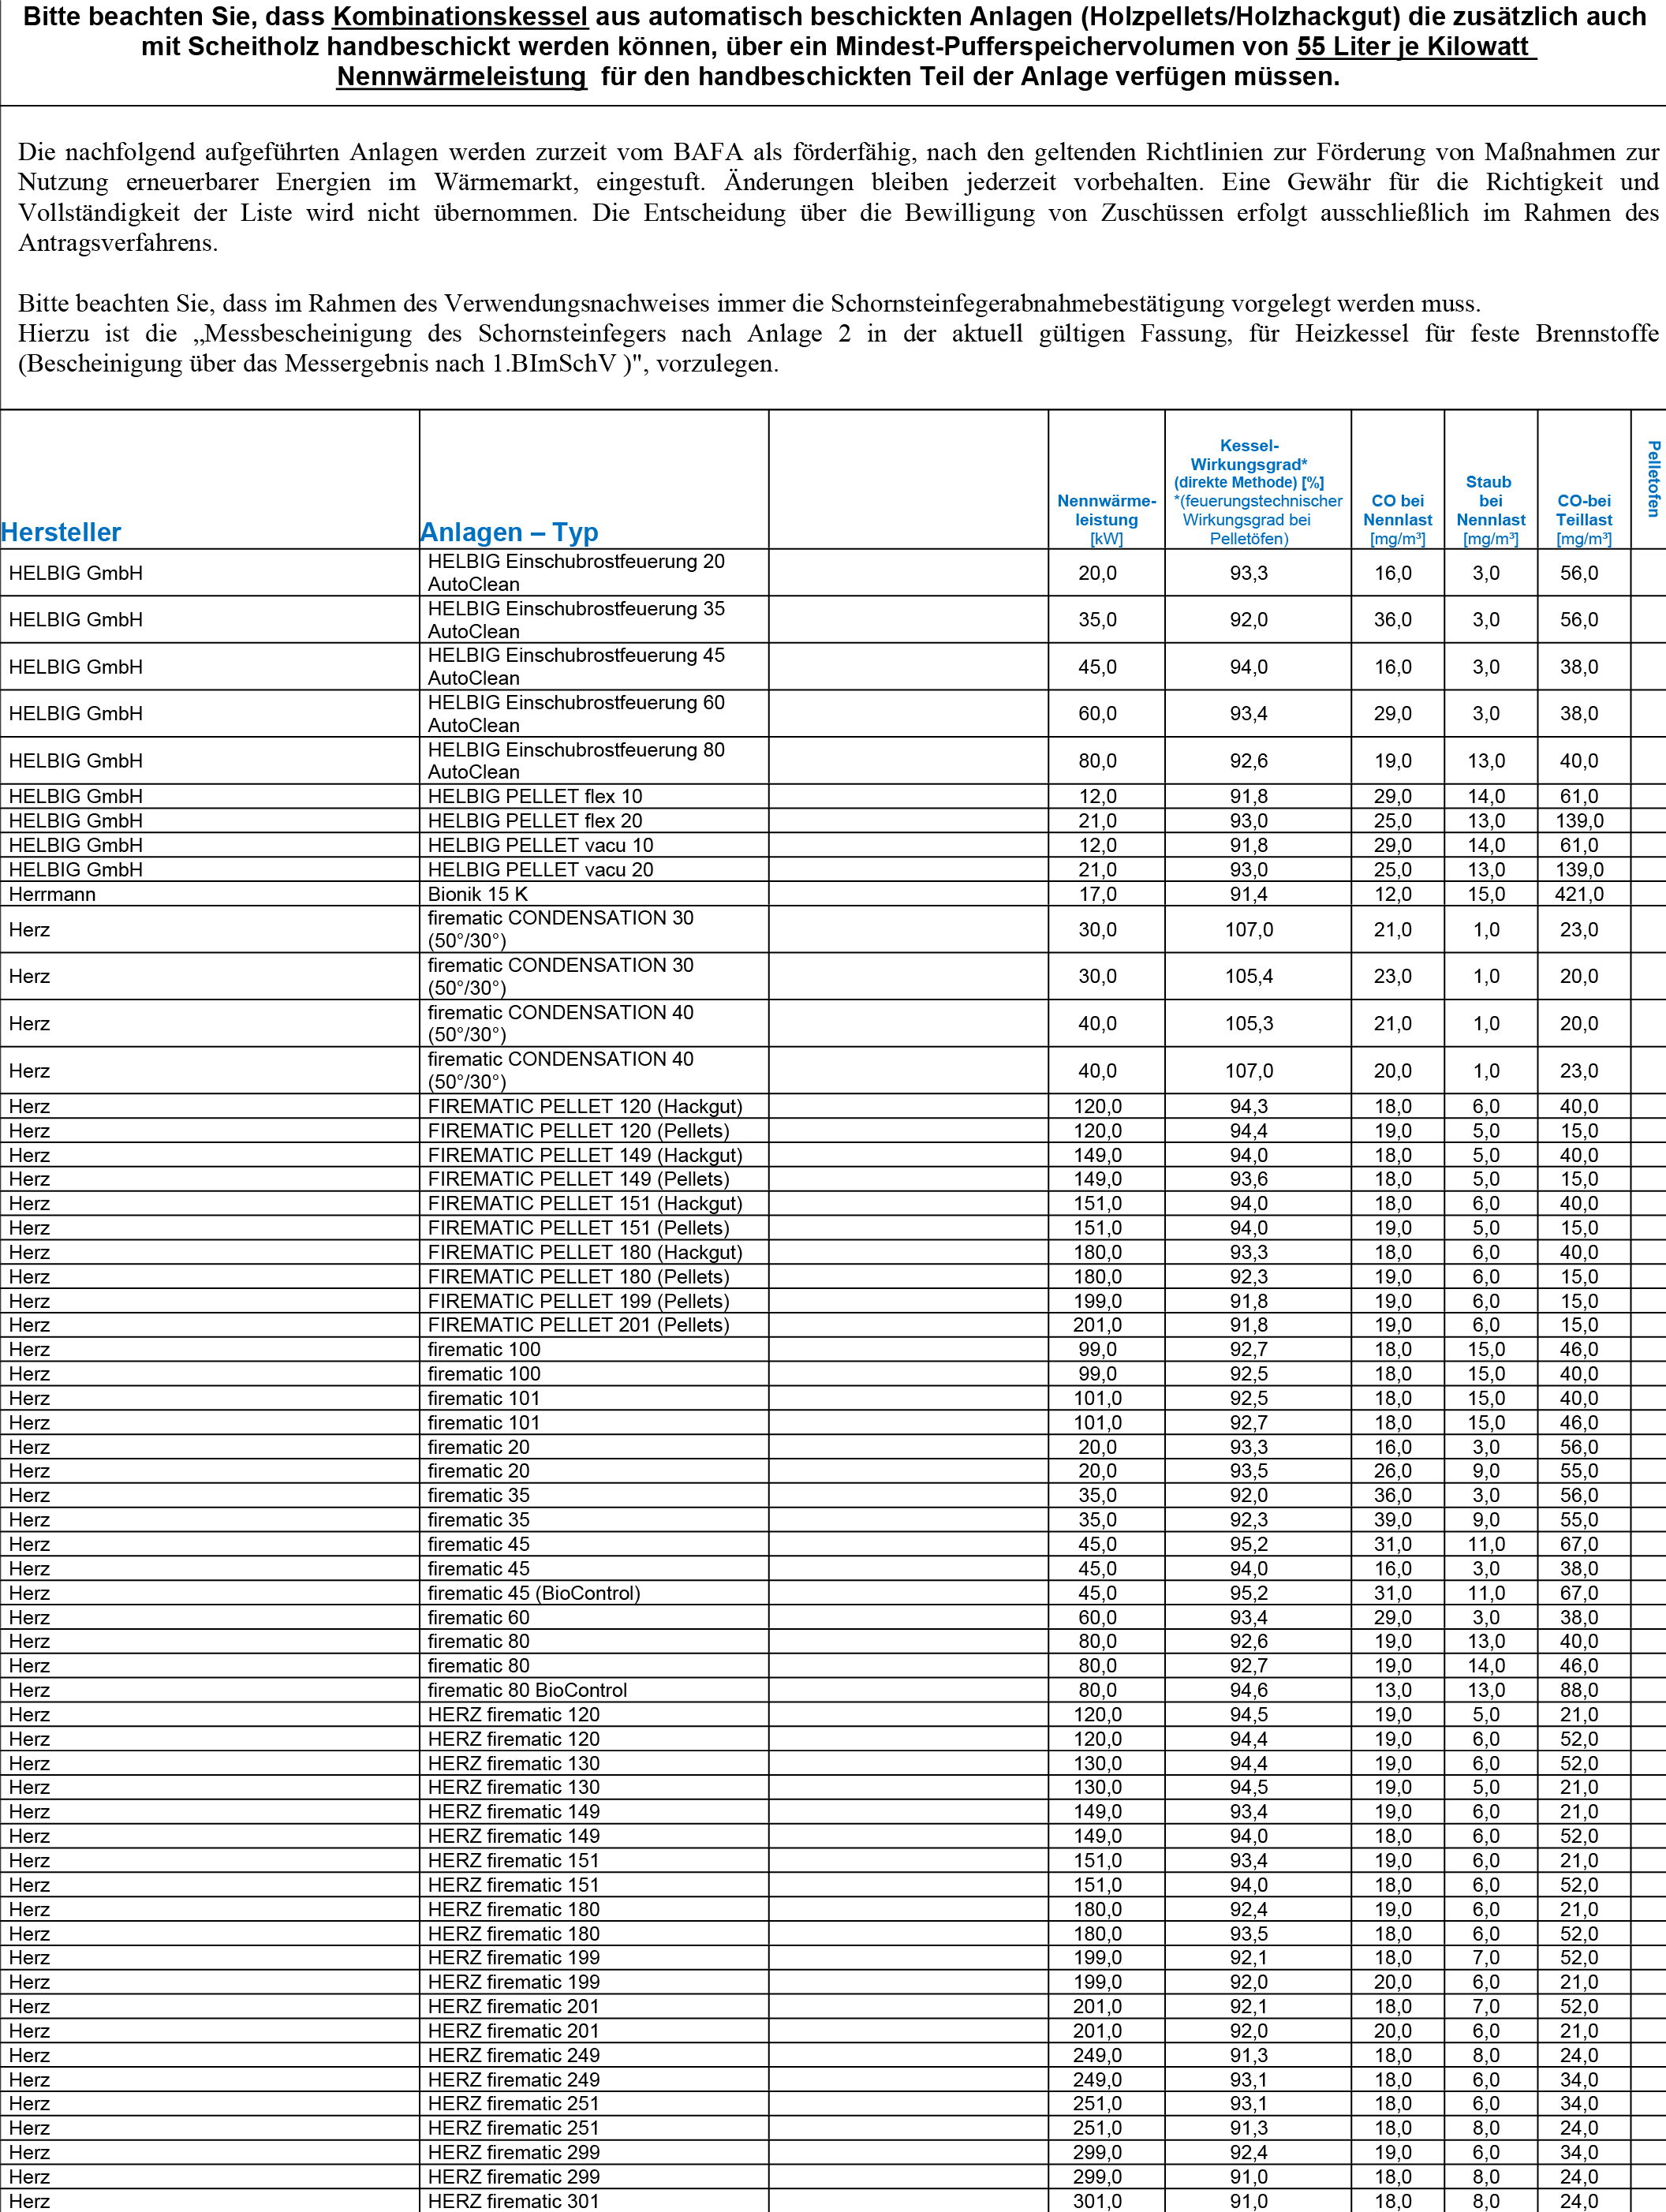 Bitte beachten Sie, dass Kombinationskessel aus automatisch beschickten Anlagen (Holzpellets/Holzhackgut) die zusätzlich auch
mit Scheitholz handbeschickt werden können, über ein Mindest-Pufferspeichervolumen von 55 Liter je Kilowatt
Nennwärmeleistung für den handbeschickten Teil der Anlage verfügen müssen.
Die nachfolgend aufgeführten Anlagen werden zurzeit vom BAFA als förderfähig, nach den geltenden Richtlinien zur Förderung von Maßnahmen zur
Nutzung erneuerbarer Energien im Wärmemarkt, eingestuft. Änderungen bleiben jederzeit vorbehalten. Eine Gewähr für die Richtigkeit und
Vollständigkeit der Liste wird nicht übernommen. Die Entscheidung über die Bewilligung von Zuschüssen erfolgt ausschließlich im Rahmen des
Antragsverfahrens.
Bitte beachten Sie, dass im Rahmen des Verwendungsnachweises immer die Schornsteinfegerabnahmebestätigung vorgelegt werden muss.
Hierzu ist die „Messbescheinigung des Schornsteinfegers nach Anlage 2 in der aktuell gültigen Fassung, für Heizkessel für feste Brennstoffe
(Bescheinigung über das Messergebnis nach 1.BImSchV )", vorzulegen.
Hersteller
Anlagen – Typ
Nennwärme-
leistung
[kW]
Kessel-
Wirkungsgrad*
(direkte Methode) [%]
*(feuerungstechnischer
Wirkungsgrad bei
Pelletöfen)
CO bei
Nennlast
[mg/m³]
Staub
bei
Nennlast
[mg/m³]
CO-bei
Teillast
[mg/m³]
Pelletofen
HELBIG GmbH HELBIG Einschubrostfeuerung 20
AutoClean 20,0 93,3 16,0 3,0 56,0
HELBIG GmbH HELBIG Einschubrostfeuerung 35
AutoClean 35,0 92,0 36,0 3,0 56,0
HELBIG GmbH HELBIG Einschubrostfeuerung 45
AutoClean 45,0 94,0 16,0 3,0 38,0
HELBIG GmbH HELBIG Einschubrostfeuerung 60
AutoClean 60,0 93,4 29,0 3,0 38,0
HELBIG GmbH HELBIG Einschubrostfeuerung 80
AutoClean 80,0 92,6 19,0 13,0 40,0
HELBIG GmbH HELBIG PELLET flex 10 12,0 91,8 29,0 14,0 61,0
HELBIG GmbH HELBIG PELLET flex 20 21,0 93,0 25,0 13,0 139,0
HELBIG GmbH HELBIG PELLET vacu 10 12,0 91,8 29,0 14,0 61,0
HELBIG GmbH HELBIG PELLET vacu 20 21,0 93,0 25,0 13,0 139,0
Herrmann Bionik 15 K 17,0 91,4 12,0 15,0 421,0
Herz firematic CONDENSATION 30
(50°/30°) 30,0 107,0 21,0 1,0 23,0
Herz firematic CONDENSATION 30
(50°/30°) 30,0 105,4 23,0 1,0 20,0
Herz firematic CONDENSATION 40
(50°/30°) 40,0 105,3 21,0 1,0 20,0
Herz firematic CONDENSATION 40
(50°/30°) 40,0 107,0 20,0 1,0 23,0
Herz FIREMATIC PELLET 120 (Hackgut) 120,0 94,3 18,0 6,0 40,0
Herz FIREMATIC PELLET 120 (Pellets) 120,0 94,4 19,0 5,0 15,0
Herz FIREMATIC PELLET 149 (Hackgut) 149,0 94,0 18,0 5,0 40,0
Herz FIREMATIC PELLET 149 (Pellets) 149,0 93,6 18,0 5,0 15,0
Herz FIREMATIC PELLET 151 (Hackgut) 151,0 94,0 18,0 6,0 40,0
Herz FIREMATIC PELLET 151 (Pellets) 151,0 94,0 19,0 5,0 15,0
Herz FIREMATIC PELLET 180 (Hackgut) 180,0 93,3 18,0 6,0 40,0
Herz FIREMATIC PELLET 180 (Pellets) 180,0 92,3 19,0 6,0 15,0
Herz FIREMATIC PELLET 199 (Pellets) 199,0 91,8 19,0 6,0 15,0
Herz FIREMATIC PELLET 201 (Pellets) 201,0 91,8 19,0 6,0 15,0
Herz firematic 100 99,0 92,7 18,0 15,0 46,0
Herz firematic 100 99,0 92,5 18,0 15,0 40,0
Herz firematic 101 101,0 92,5 18,0 15,0 40,0
Herz firematic 101 101,0 92,7 18,0 15,0 46,0
Herz firematic 20 20,0 93,3 16,0 3,0 56,0
Herz firematic 20 20,0 93,5 26,0 9,0 55,0
Herz firematic 35 35,0 92,0 36,0 3,0 56,0
Herz firematic 35 35,0 92,3 39,0 9,0 55,0
Herz firematic 45 45,0 95,2 31,0 11,0 67,0
Herz firematic 45 45,0 94,0 16,0 3,0 38,0
Herz firematic 45 (BioControl) 45,0 95,2 31,0 11,0 67,0
Herz firematic 60 60,0 93,4 29,0 3,0 38,0
Herz firematic 80 80,0 92,6 19,0 13,0 40,0
Herz firematic 80 80,0 92,7 19,0 14,0 46,0
Herz firematic 80 BioControl 80,0 94,6 13,0 13,0 88,0
Herz HERZ firematic 120 120,0 94,5 19,0 5,0 21,0
Herz HERZ firematic 120 120,0 94,4 19,0 6,0 52,0
Herz HERZ firematic 130 130,0 94,4 19,0 6,0 52,0
Herz HERZ firematic 130 130,0 94,5 19,0 5,0 21,0
Herz HERZ firematic 149 149,0 93,4 19,0 6,0 21,0
Herz HERZ firematic 149 149,0 94,0 18,0 6,0 52,0
Herz HERZ firematic 151 151,0 93,4 19,0 6,0 21,0
Herz HERZ firematic 151 151,0 94,0 18,0 6,0 52,0
Herz HERZ firematic 180 180,0 92,4 19,0 6,0 21,0
Herz HERZ firematic 180 180,0 93,5 18,0 6,0 52,0
Herz HERZ firematic 199 199,0 92,1 18,0 7,0 52,0
Herz HERZ firematic 199 199,0 92,0 20,0 6,0 21,0
Herz HERZ firematic 201 201,0 92,1 18,0 7,0 52,0
Herz HERZ firematic 201 201,0 92,0 20,0 6,0 21,0
Herz HERZ firematic 249 249,0 91,3 18,0 8,0 24,0
Herz HERZ firematic 249 249,0 93,1 18,0 6,0 34,0
Herz HERZ firematic 251 251,0 93,1 18,0 6,0 34,0
Herz HERZ firematic 251 251,0 91,3 18,0 8,0 24,0
Herz HERZ firematic 299 299,0 92,4 19,0 6,0 34,0
Herz HERZ firematic 299 299,0 91,0 18,0 8,0 24,0
Herz HERZ firematic 301 301,0 91,0 18,0 8,0 24,0